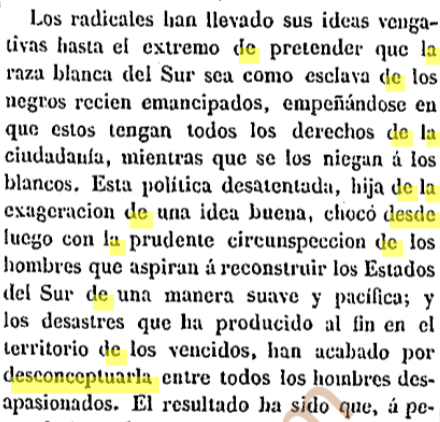 Los radicales han llevado sus ideas venga-
tivas hasta el extremo de pretender que la
raza blanca del Sur sea como esclava de los
negros recien emancipados, empeñándose en
que estos tengan todos los derechos de la
ciudadanía, mientras que se los niegan á los
blancos. Esta política desatentada, hija de la
exageracion de una idea buena, chocó desde
luego con la prudente circunspeccion de los
hombres que aspiran á reconstruir los Estados
del Sur de una manera suave y pacífica; y
los desastres que ha producido al fin en el
territorio de los vencidos, han acabado por
desconceptuarla entre todos los hombres des-
apasionados. El resultado ha sido que, á pe-